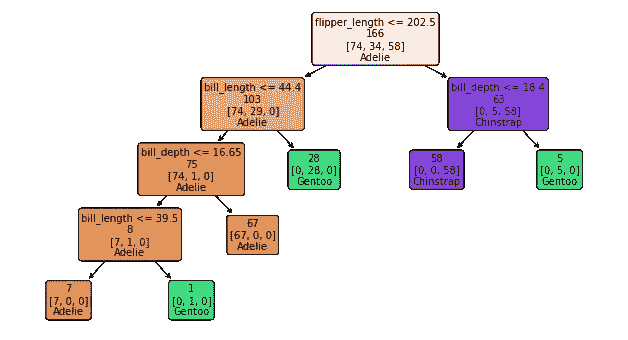 flipper_length <= 202.5
166
[74, 34, 58]
Adelie
bill_length <= 44.4
103
[74, 29, 0]
Adelie
bill_depth <= 18.4
63
[0, 5, 58]
Chinstrap
bill_depth <= 16.65
75
[74, 1, 0]
Adelie
28
[0, 28, 0]
Gentoo
58
[0, 0, 58]
Chinstrap
5
[0, 5, 0]
Gentoo
bill_length <= 39.5
8
[7, 1, 0]
Adelie
67
[67, 0, 0]
Adelie
7
[7, 0, 0]
Adelie
1
[0, 1, 0]
Gentoo